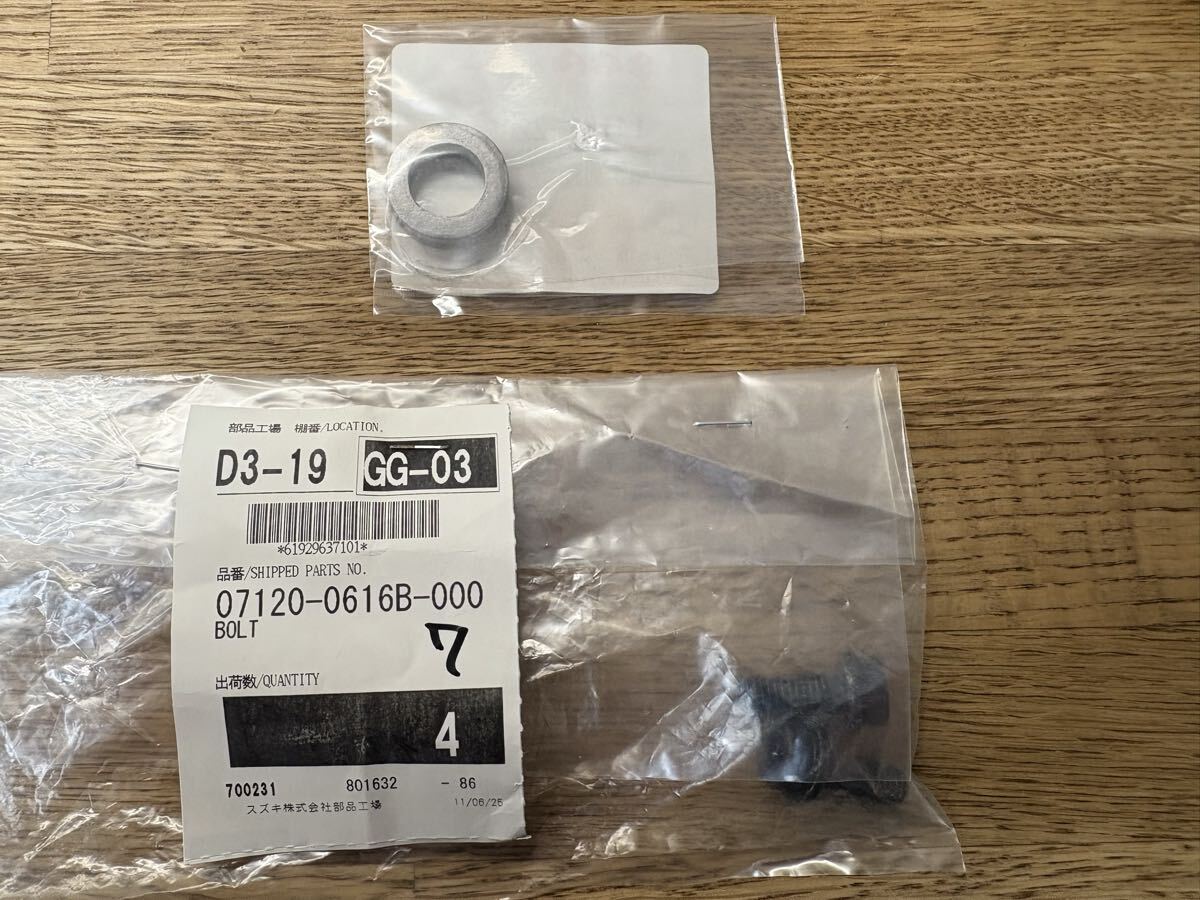 部品工場 棚番/LOCATION.
D3-19 GG-03
*61929637101*
品番/SHIPPED PARTS NO.
07120-0616B-000
BOLT
7
出荷数/QUANTITY
4
700231 801632 - 86
スズキ株式会社部品工場 11/06/25